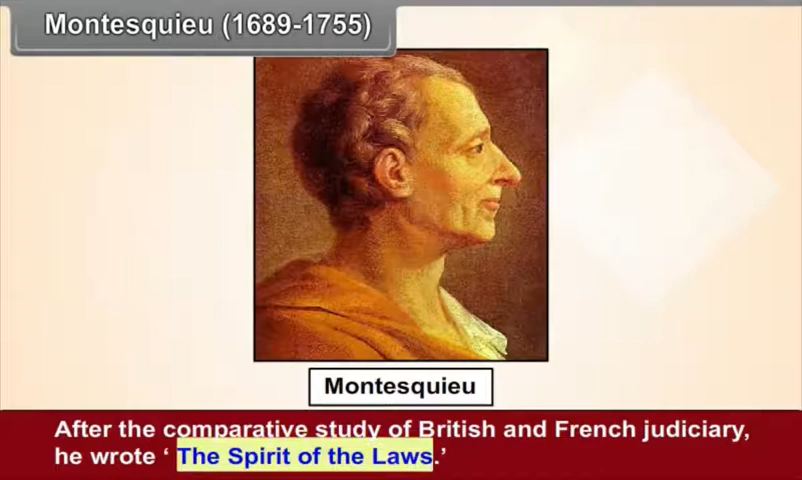 Montesquieu (1689-1755)
Montesquieu
After the comparative study of British and French judiciary,
he wrote ‘ The Spirit of the Laws.’